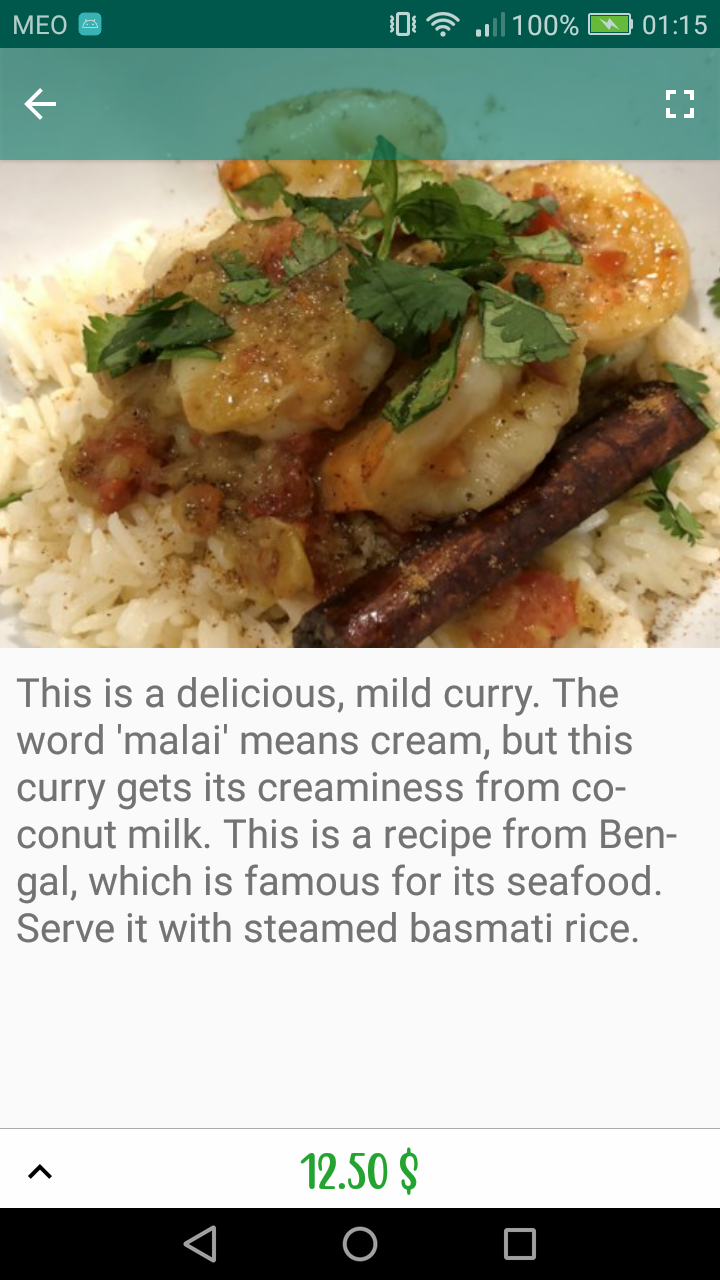 MEO 100% 01:15
This is a delicious, mild curry. The
word 'malai' means cream, but this
curry gets its creaminess from co-
conut milk. This is a recipe from Ben-
gal, which is famous for its seafood.
Serve it with steamed basmati rice.
12.50 $